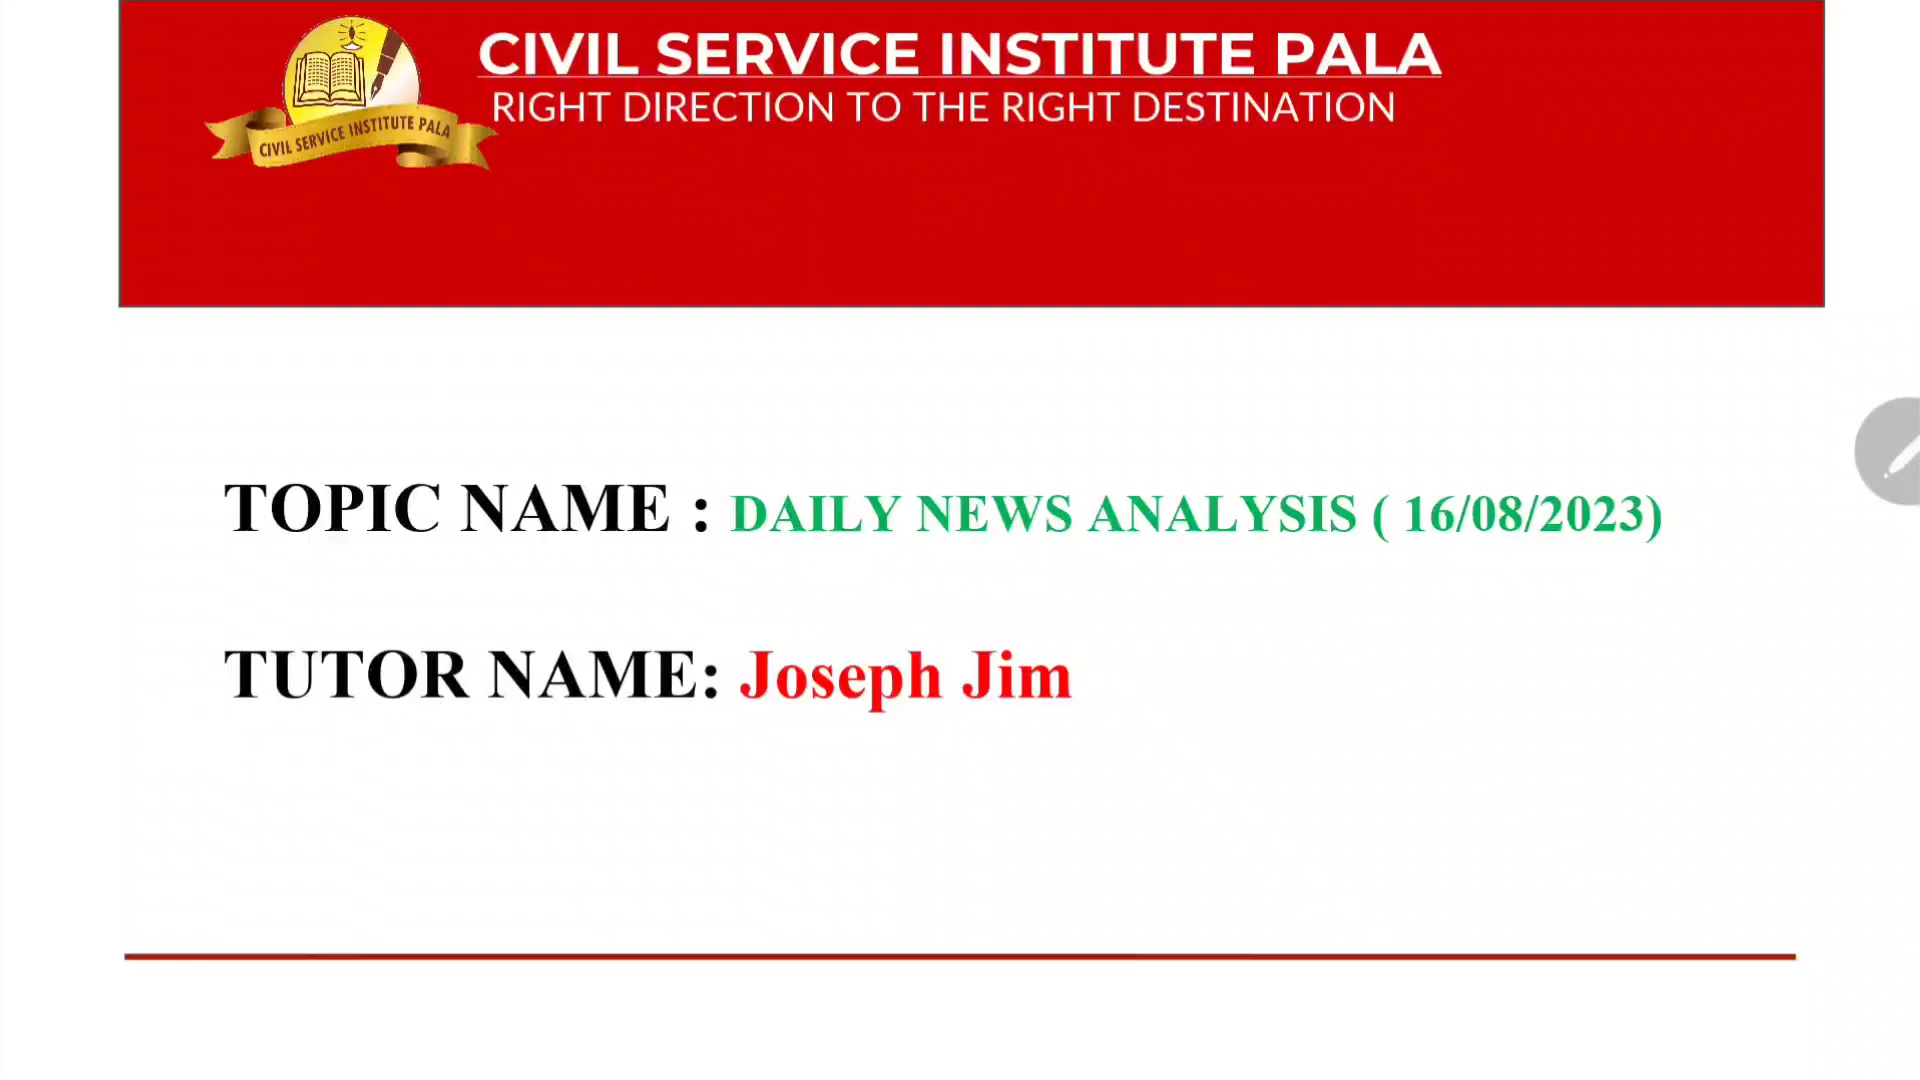 CIVIL SERVICE INSTITUTE PALA
RIGHT DIRECTION TO THE RIGHT DESTINATION
CIVIL SERVICE INSTITUTE PALA
TOPIC NAME : DAILY NEWS ANALYSIS ( 16/08/2023)
TUTOR NAME: Joseph Jim